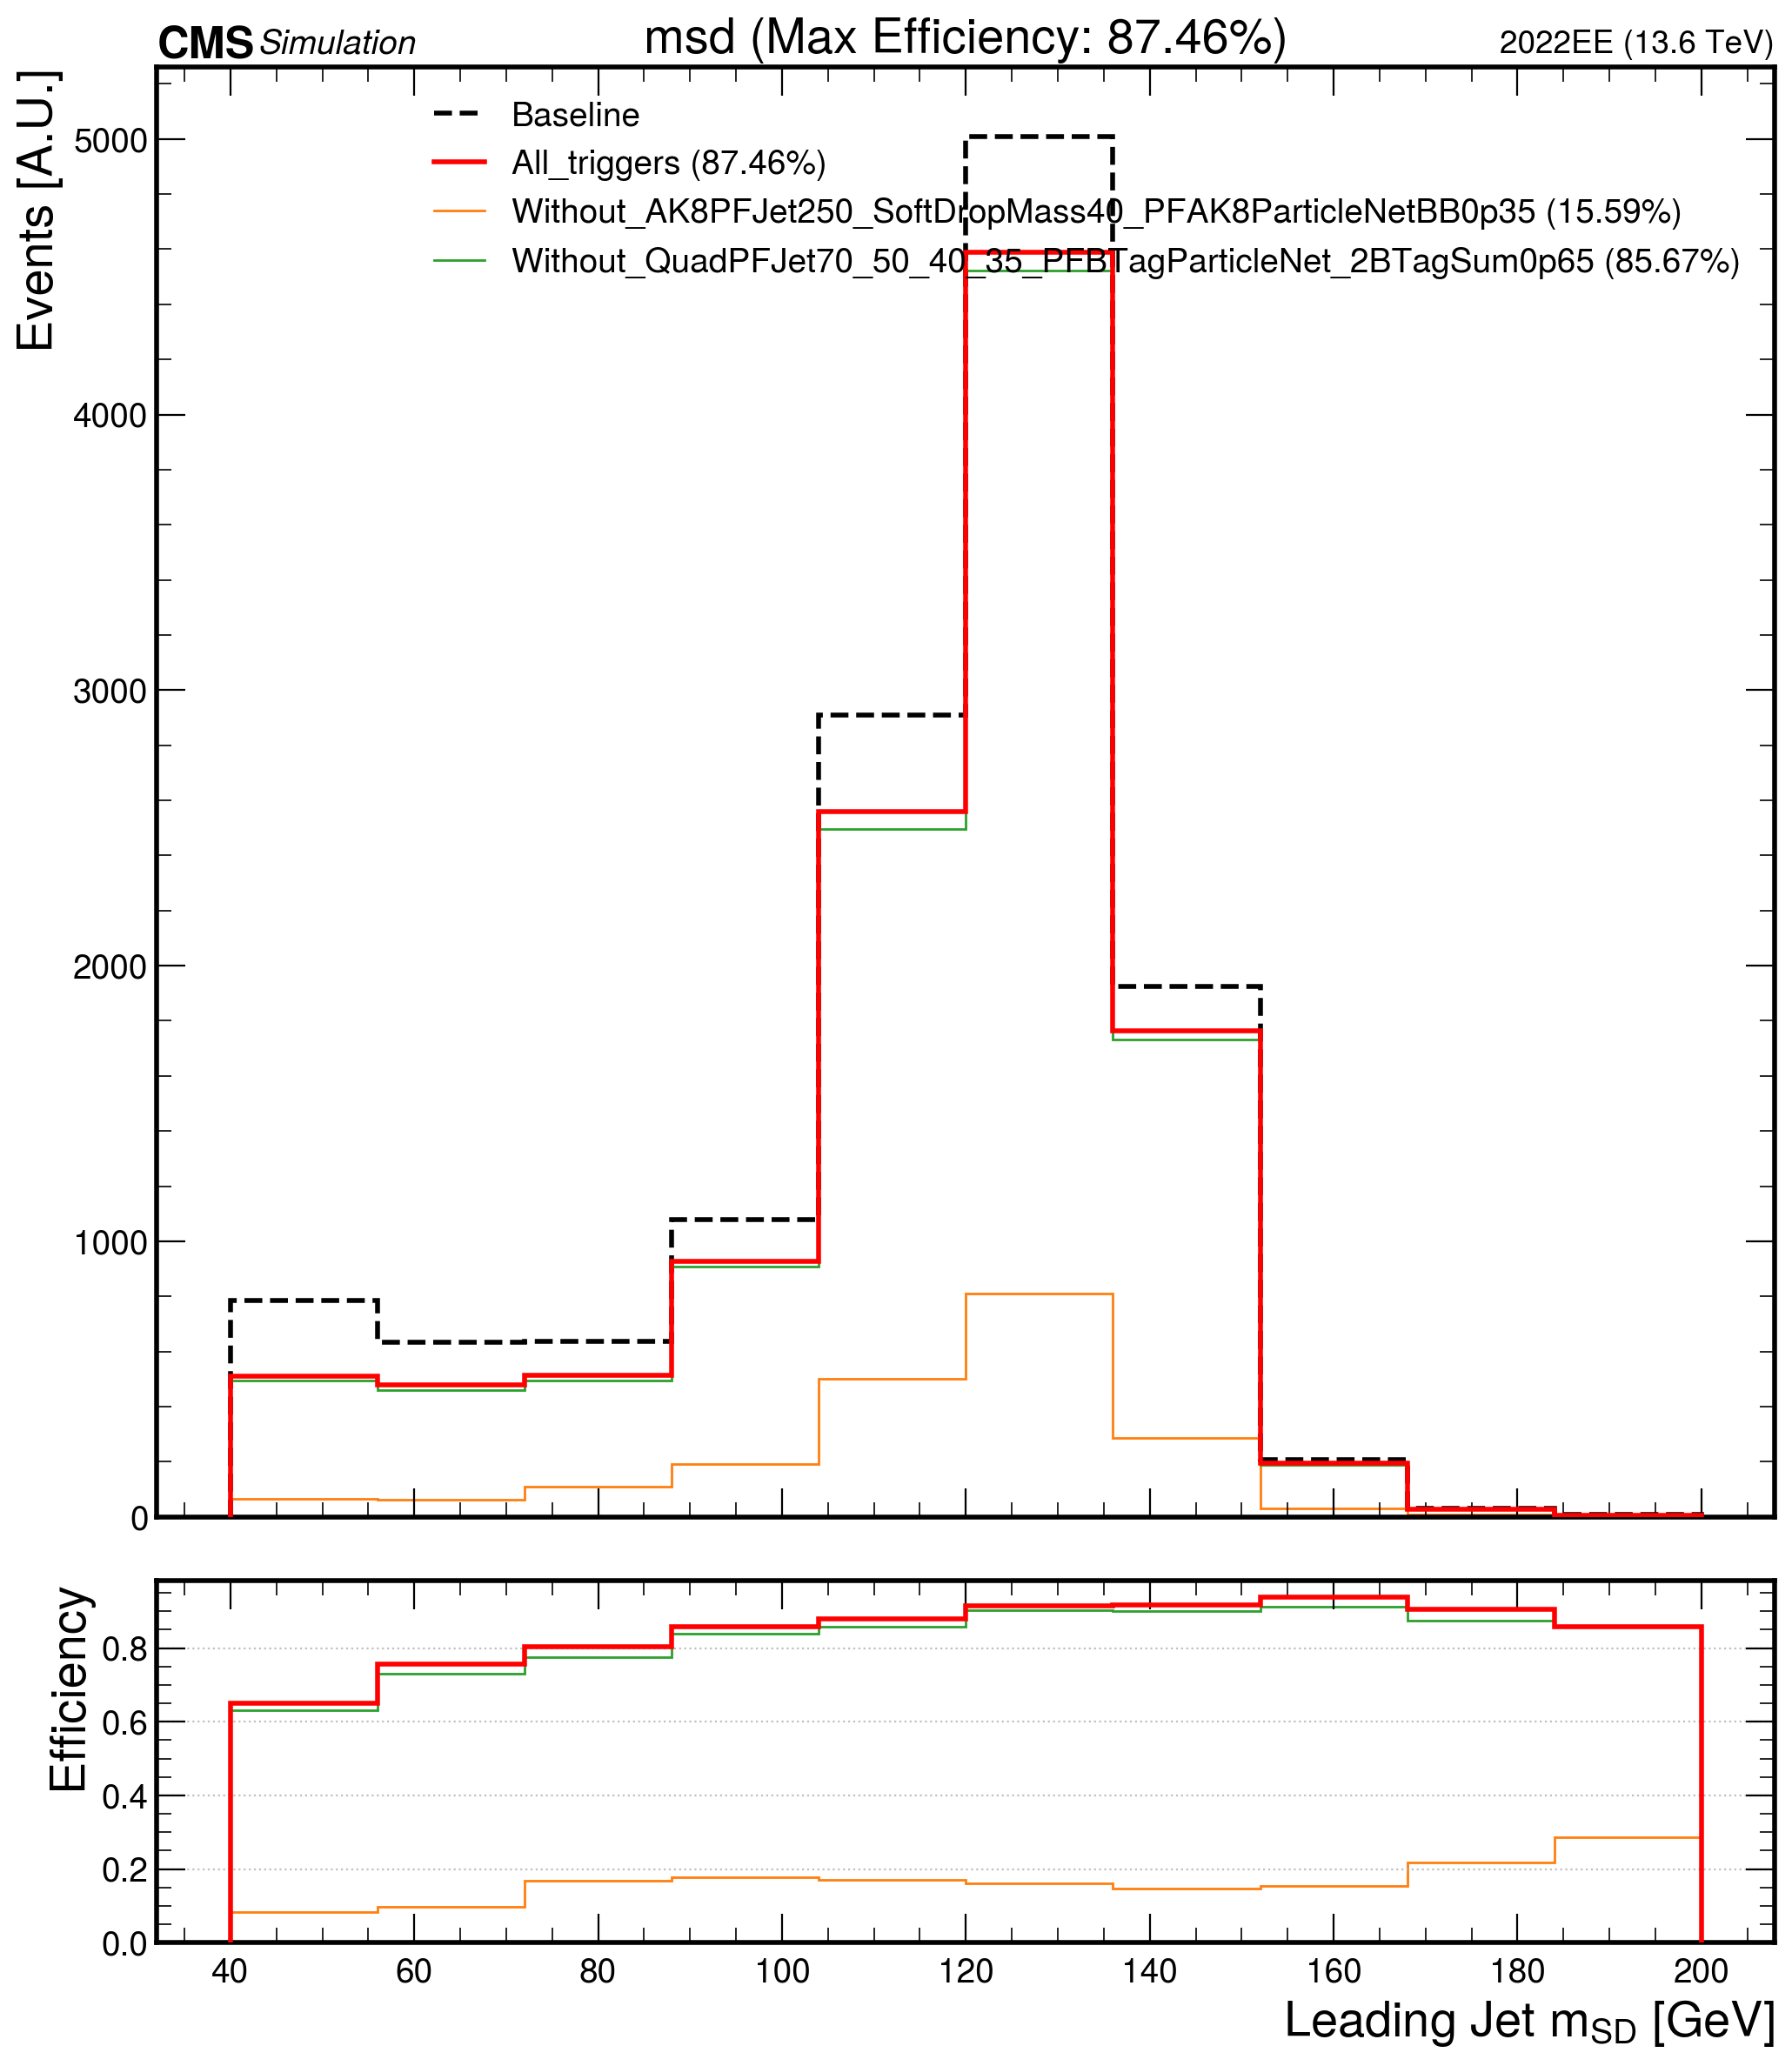 CMS Simulation msd (Max Efficiency: 87.46%) 2022EE (13.6 TeV)
Events [A.U.]
Baseline
All_triggers (87.46%)
Without_AK8PFJet250_SoftDropMass40_PFAK8ParticleNetBB0p35 (15.59%)
Without_QuadPFJet70_50_40_35_PFBTagParticleNet_2BTagSum0p65 (85.67%)
5000
4000
3000
2000
1000
0
Efficiency
0.8
0.6
0.4
0.2
0.0
40 60 80 100 120 140 160 180 200
Leading Jet mSD [GeV]